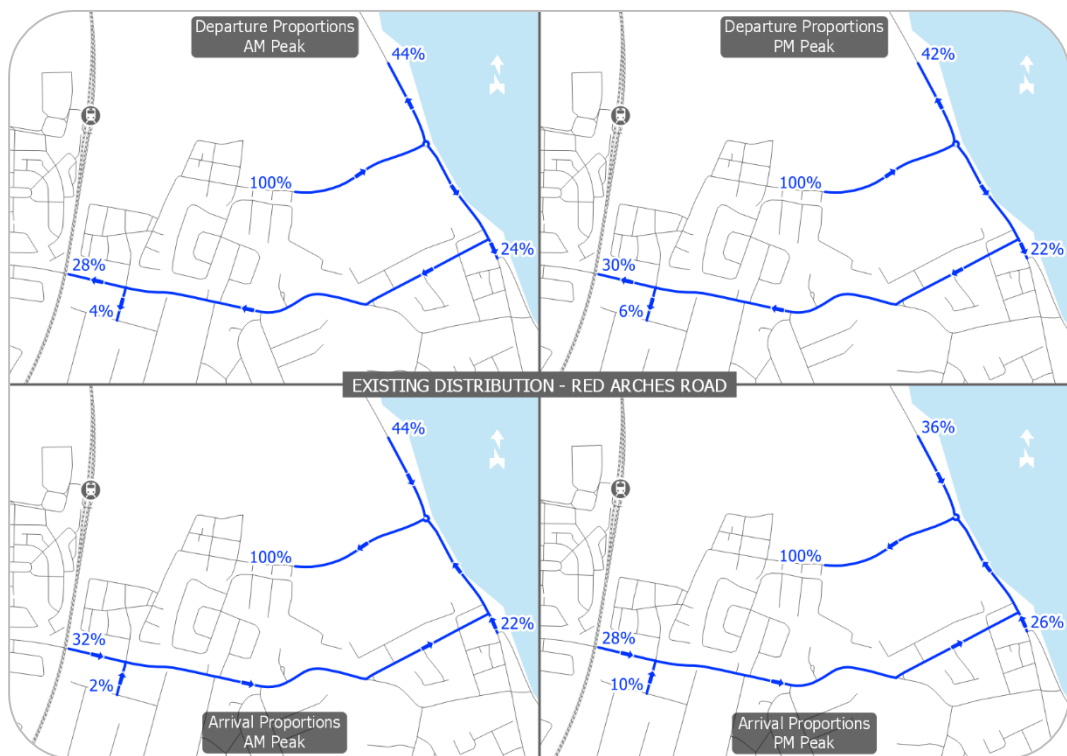 Departure Proportions
AM Peak
44%
100%
24%
28%
4%
Departure Proportions
PM Peak
42%
100%
22%
30%
6%
EXISTING DISTRIBUTION - RED ARCHES ROAD
44%
100%
22%
32%
2%
Arrival Proportions
AM Peak
36%
100%
26%
28%
10%
Arrival Proportions
PM Peak